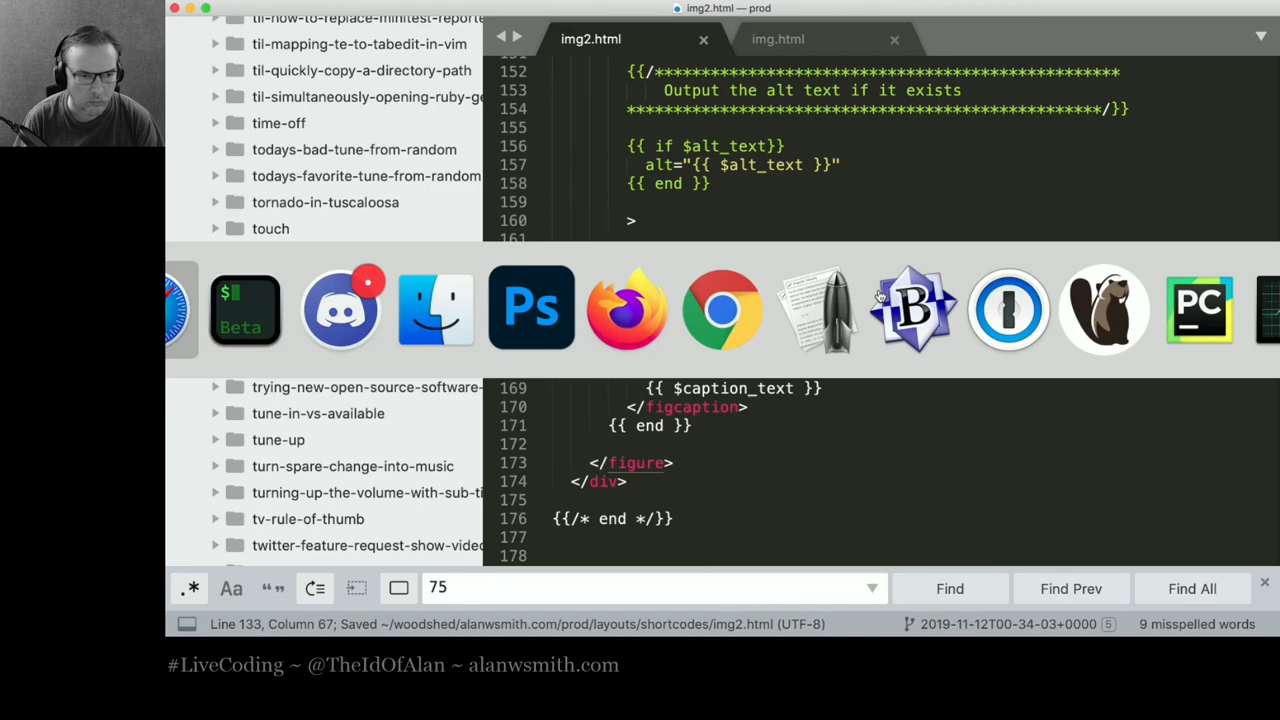 img2.html — prod
til-how-to-replace-minitest-reporte
til-mapping-te-to-tabedit-in-vim
til-quickly-copy-a-directory-path
til-simultaneously-opening-ruby-ge
time-off
todays-bad-tune-from-random
todays-favorite-tune-from-random
tornado-in-tuscaloosa
touch
trying-new-open-source-software-
tune-in-vs-available
tune-up
turn-spare-change-into-music
turning-up-the-volume-with-sub-ti
tv-rule-of-thumb
twitter-feature-request-show-video
img2.html
img.html
152 {{/**************************************************
153 Output the alt text if it exists
154 ***************************************************/}}
155
156 {{ if $alt_text}}
157 alt="{{ $alt_text }}"
158 {{ end }}
159
160 >
161
$
Beta
Ps
B
PC
169 {{ $caption_text }}
170 </figcaption>
171 {{ end }}
172
173 </figure>
174 </div>
175
176 {{/* end */}}
177
178
.* Aa “” 75 Find Find Prev Find All
Line 133, Column 67; Saved ~/woodshed/alanwsmith.com/prod/layouts/shortcodes/img2.html (UTF-8) 2019-11-12T00-34-03+0000 5 9 misspelled words
#LiveCoding ~ @TheIdOfAlan ~ alanwsmith.com